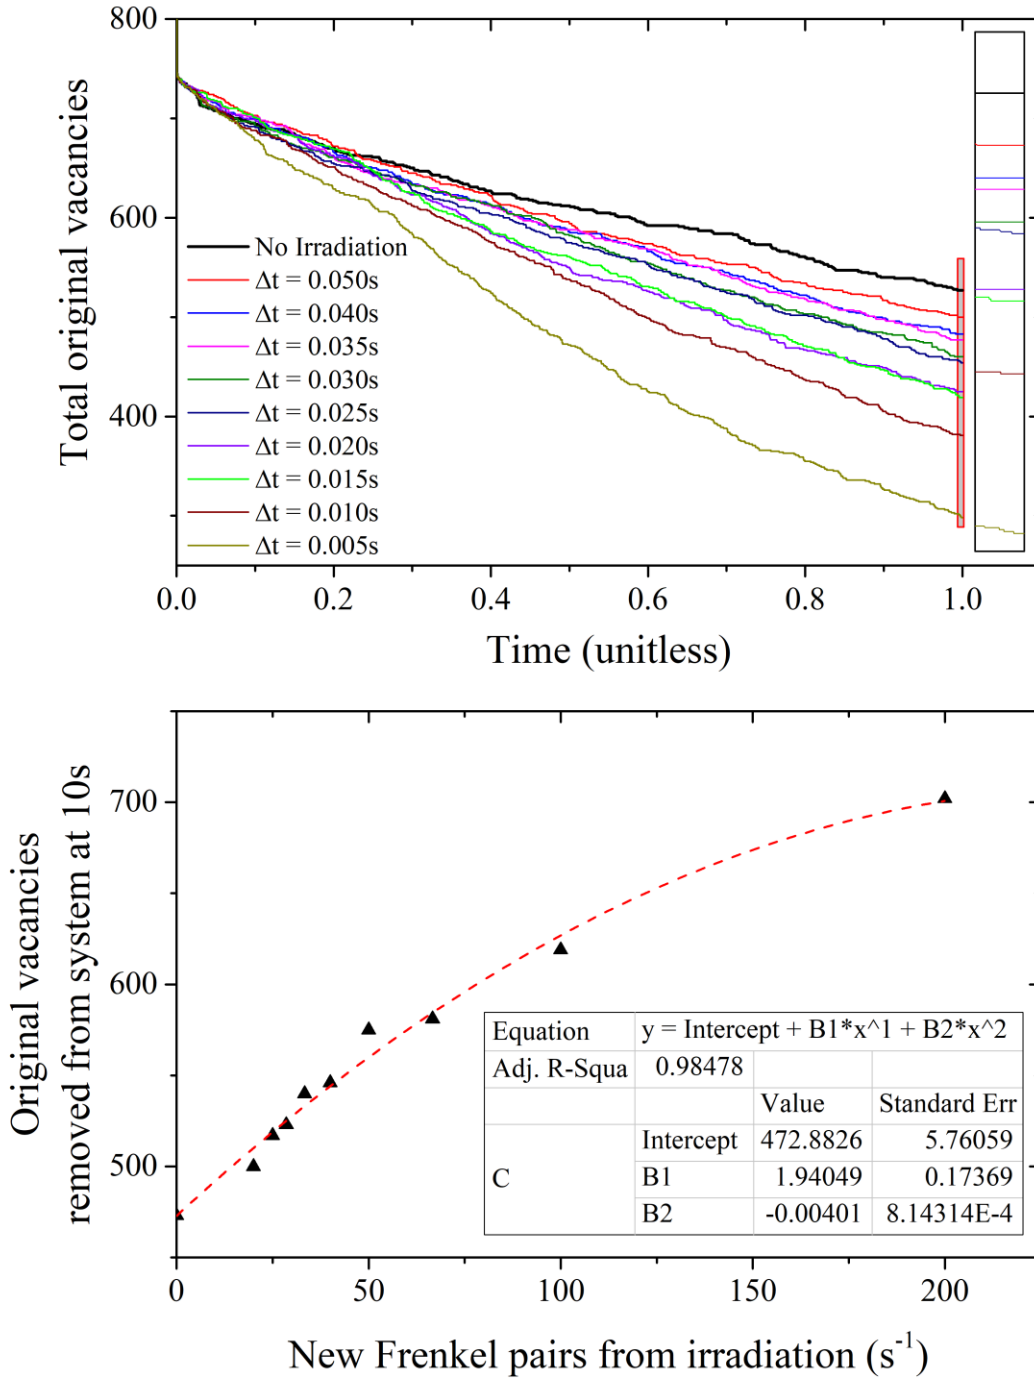 800
600
400
Total original vacancies
No Irradiation
Δt = 0.050s
Δt = 0.040s
Δt = 0.035s
Δt = 0.030s
Δt = 0.025s
Δt = 0.020s
Δt = 0.015s
Δt = 0.010s
Δt = 0.005s
0.0 0.2 0.4 0.6 0.8 1.0
Time (unitless)
700
600
500
Original vacancies
removed from system at 10s
Equation y = Intercept + B1*x^1 + B2*x^2
Adj. R-Squa 0.98478
Value Standard Err
C
Intercept 472.8826 5.76059
B1 1.94049 0.17369
B2 -0.00401 8.14314E-4
0 50 100 150 200
New Frenkel pairs from irradiation (s⁻¹)